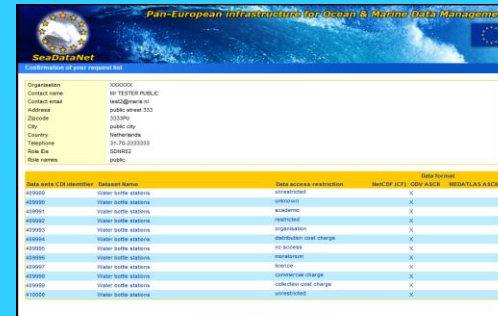 Pan-European infrastructure for Ocean & Marine Data Manageme
SeaDataNet
Confirmation of your request list
Organisation XXXXXX
Contact name Mr TESTER PUBLIC
Contact email test2@maris.nl
Address public street 333
Zipcode 3333PU
City public city
Country Netherlands
Telephone 31-70-3333333
Role IDs SDNR02
Role names public
Data format
Data sets CDI identifier Dataset Name Data access restriction NetCDF (CF) ODV ASCII MEDATLAS ASCII
409989 Water bottle stations unrestricted X
409990 Water bottle stations unknown X
409991 Water bottle stations academic X
409992 Water bottle stations restricted X
409993 Water bottle stations organisation X
409994 Water bottle stations distribution cost charge X
409995 Water bottle stations no access X
409996 Water bottle stations moratorium X
409997 Water bottle stations licence X
409998 Water bottle stations commercial charge X
409999 Water bottle stations collection cost charge X
410000 Water bottle stations unrestricted X